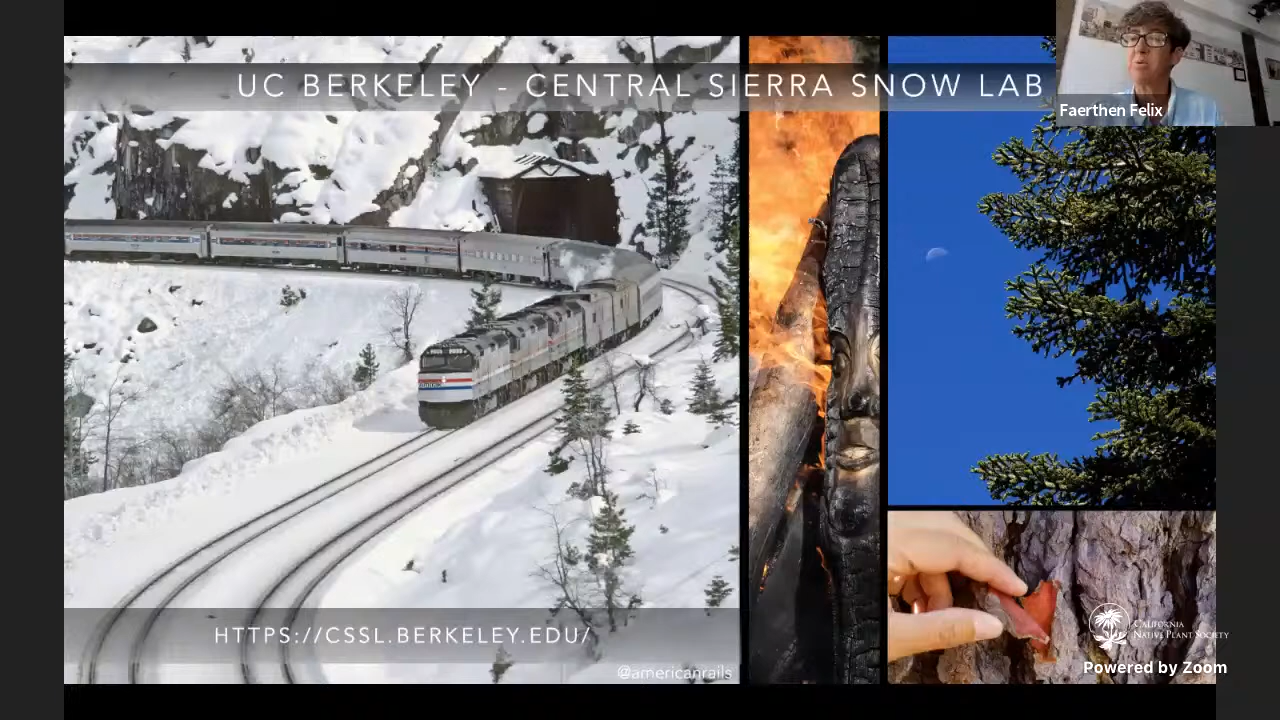 UC BERKELEY - CENTRAL SIERRA SNOW LAB
Faerthen Felix
HTTPS://CSSL.BERKELEY.EDU/
@americanrails
CALIFORNIA
NATIVE PLANT SOCIETY
Powered by Zoom